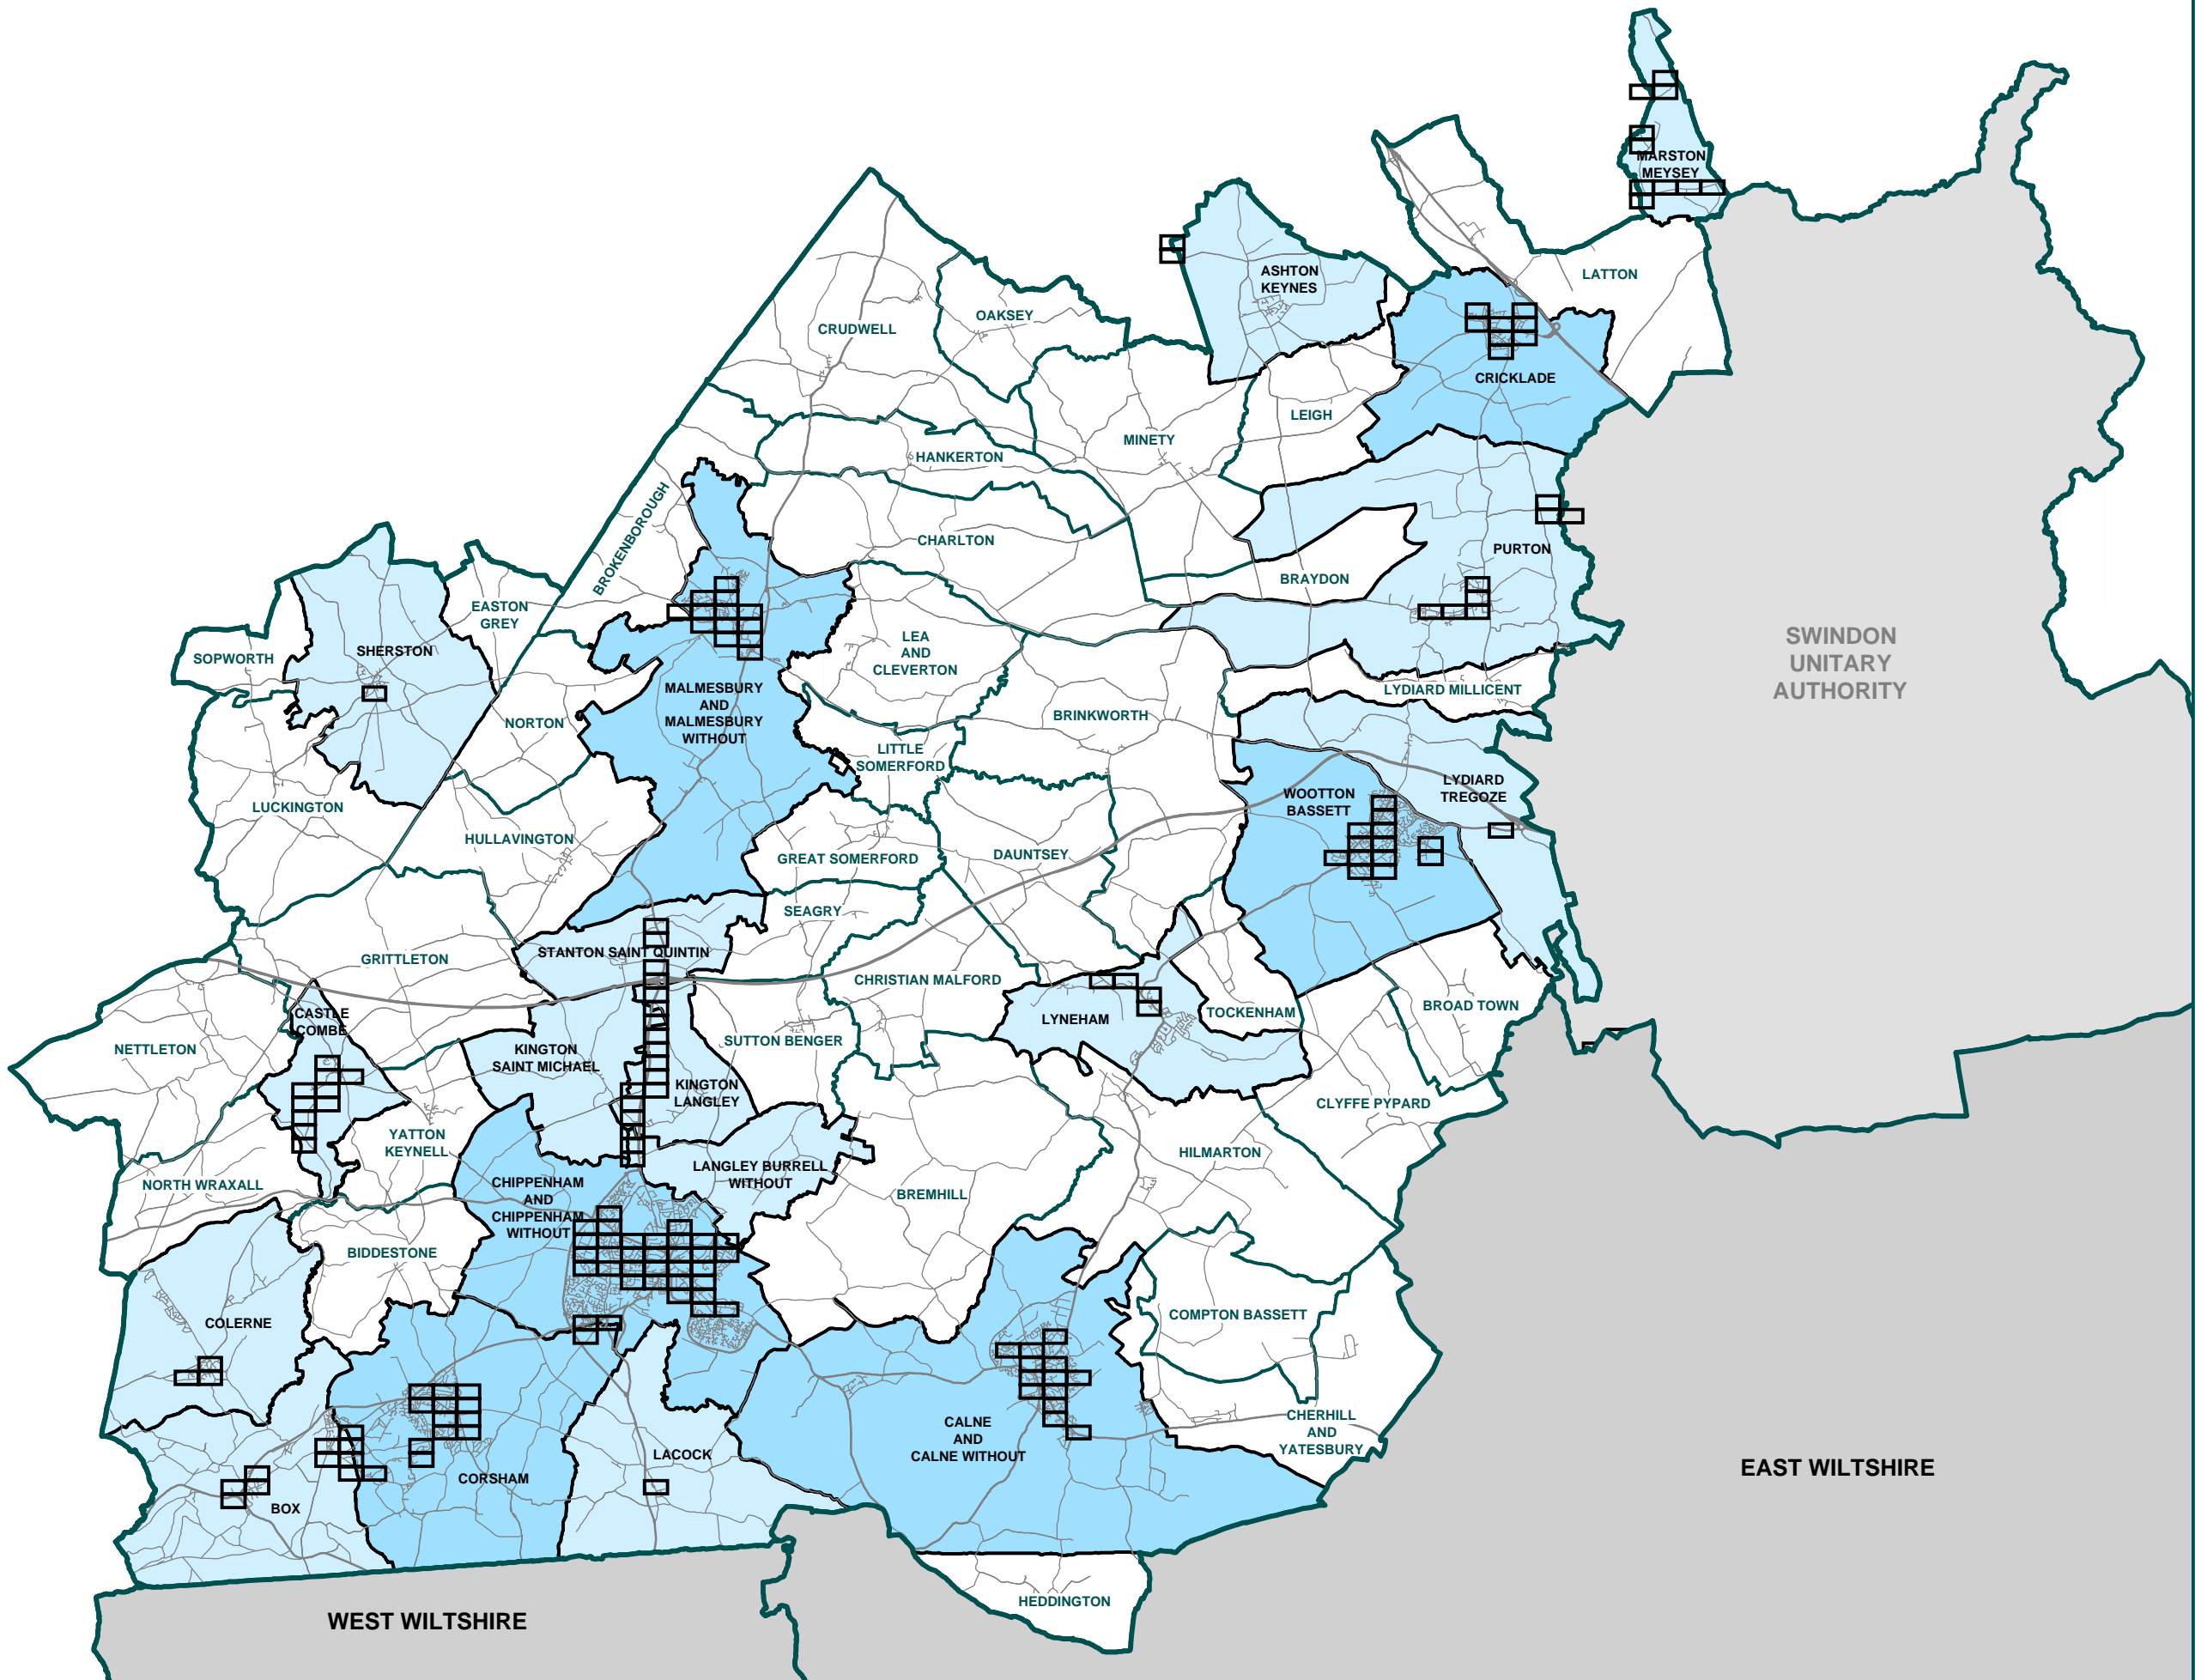 MARSTON
MEYSEY
LATTON
ASHTON
KEYNES
OAKSEY
CRUDWELL
CRICKLADE
LEIGH
MINETY
HANKERTON
BROKENBOROUGH
CHARLTON
PURTON
BRAYDON
EASTON
GREY
SHERSTON
SOPWORTH
LEA
AND
CLEVERTON
SWINDON
UNITARY
AUTHORITY
LYDIARD MILLICENT
MALMESBURY
AND
MALMESBURY
WITHOUT
NORTON
BRINKWORTH
LITTLE
SOMERFORD
LYDIARD
TREGOZE
WOOTTON
BASSETT
LUCKINGTON
HULLAVINGTON
GREAT SOMERFORD
DAUNTSEY
SEAGRY
STANTON SAINT QUINTIN
GRITTLETON
CHRISTIAN MALFORD
BROAD TOWN
TOCKENHAM
LYNEHAM
CASTLE
COMBE
NETTLETON
SUTTON BENGER
KINGTON
SAINT MICHAEL
KINGTON
LANGLEY
CLYFFE PYPARD
YATTON
KEYNELL
HILMARTON
LANGLEY BURRELL
WITHOUT
NORTH WRAXALL
CHIPPENHAM
AND
CHIPPENHAM
WITHOUT
BREMHILL
BIDDESTONE
COMPTON BASSETT
COLERNE
CHERHILL
AND
YATESBURY
CALNE
AND
CALNE WITHOUT
LACOCK
CORSHAM
BOX
EAST WILTSHIRE
HEDDINGTON
WEST WILTSHIRE